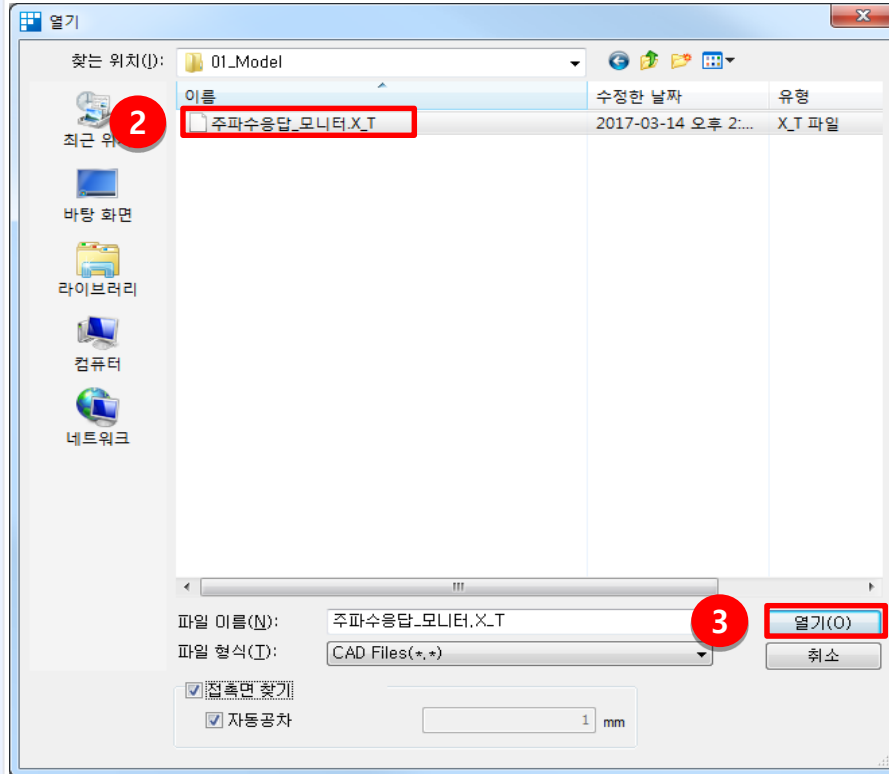 열기
찾는 위치(I): 01_Model
이름 수정한 날짜 유형
주파수응답_모니터.X_T 2017-03-14 오후 2:... X_T 파일
2
최근
바탕 화면
라이브러리
컴퓨터
네트워크
파일 이름(N): 주파수응답_모니터.X_T
3
열기(O)
파일 형식(T): CAD Files(*.*)
취소
접촉면 찾기
자동공차 1 mm